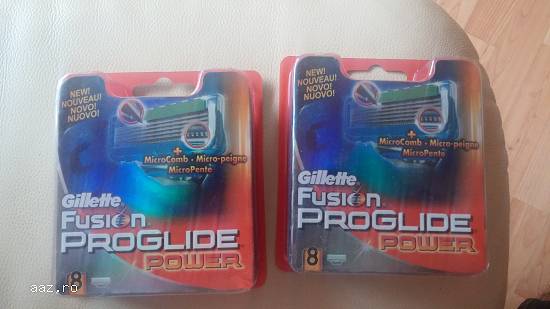 NEW!
NOUVEAU!
NOVO!
NUOVO!
+
MicroComb • Micro-peigne
MicroPente
Gillette
Fusion
PROGLIDE
POWER
8
NEW!
NOUVEAU!
NOVO!
NUOVO!
+
MicroComb • Micro-peigne
MicroPente
Gillette
Fusion
PROGLIDE
POWER
8
aaz.ro